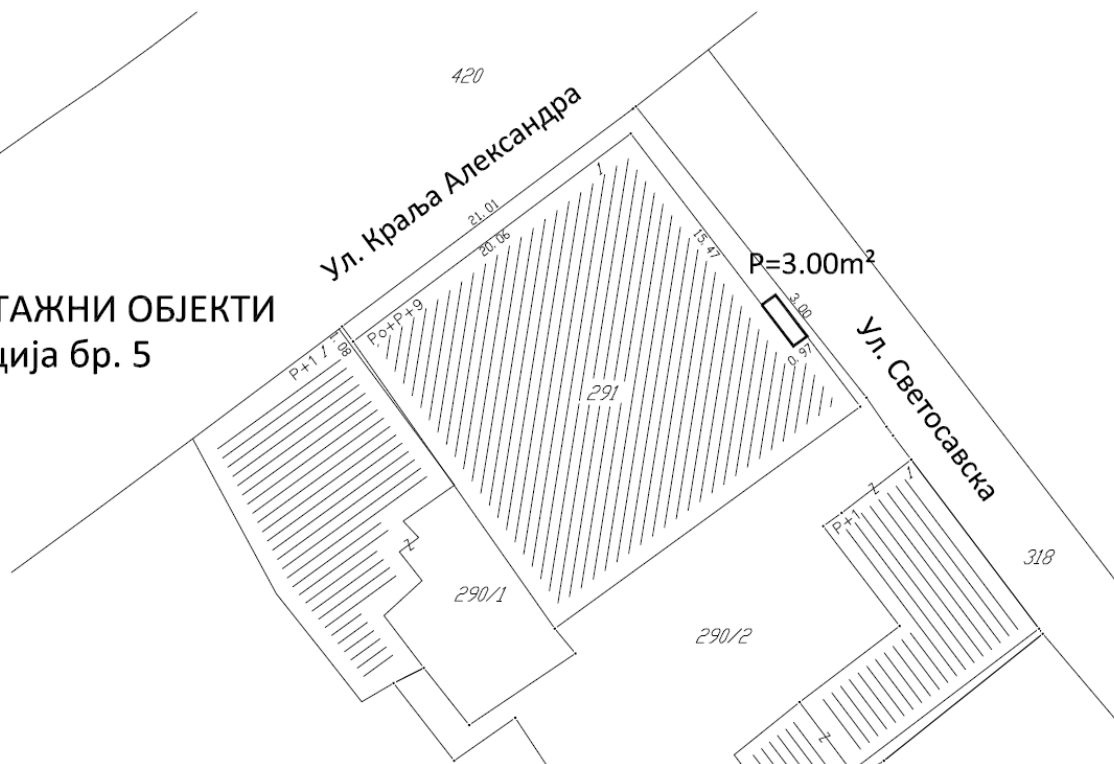 420
Ул. Краља Александра
21.01
20.06
1
15.47
P=3.00m²
3.00
0.97
ТАЖНИ ОБЈЕКТИ
ција бр. 5
Po+P+9
P+1
291
Ул. Светосавска
P+1
318
290/1
290/2